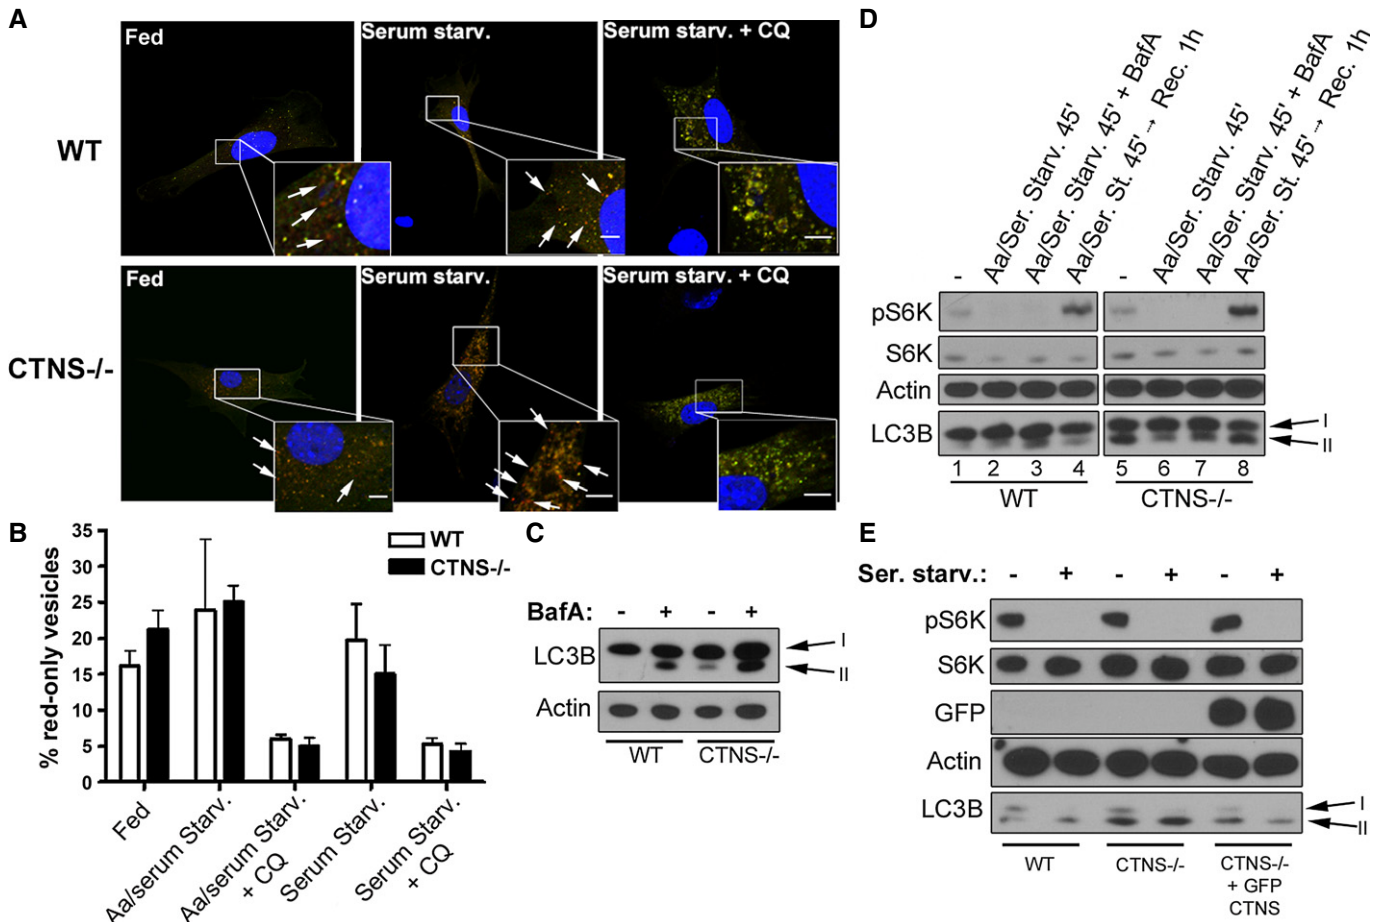 A
Fed
Serum starv.
Serum starv. + CQ
WT
Fed
Serum starv.
Serum starv. + CQ
CTNS-/-
B
% red-only vesicles
35
30
25
20
15
10
5
0
WT
CTNS-/-
Fed
Aa/serum Starv.
Aa/serum Starv.
+ CQ
Serum Starv.
Serum Starv.
+ CQ
C
BafA: - + - +
LC3B
I
II
Actin
WT CTNS-/-
D
- Aa/Ser. Starv. 45' Aa/Ser. Starv. 45' + BafA Aa/Ser. St. 45' → Rec. 1h - Aa/Ser. Starv. 45' Aa/Ser. Starv. 45' + BafA Aa/Ser. St. 45' → Rec. 1h
pS6K
S6K
Actin
LC3B
I
II
1 2 3 4 5 6 7 8
WT CTNS-/-
E
Ser. starv.: - + - + - +
pS6K
S6K
GFP
Actin
LC3B
I
II
WT CTNS-/- CTNS-/-
+ GFP
CTNS